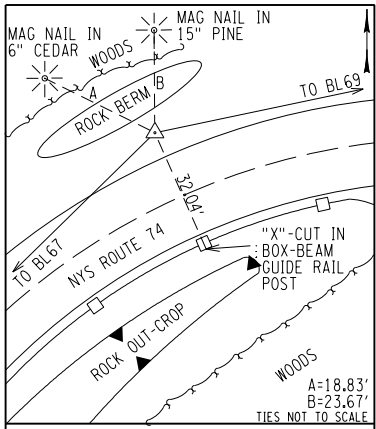 MAG NAIL IN
15" PINE
MAG NAIL IN
6" CEDAR
WOODS
A
B
ROCK BERM
TO BL69
32.04'
TO BL67
NYS ROUTE 74
"X"-CUT IN
BOX-BEAM
GUIDE RAIL
POST
ROCK OUT-CROP
WOODS
A=18.83'
B=23.67'
TIES NOT TO SCALE